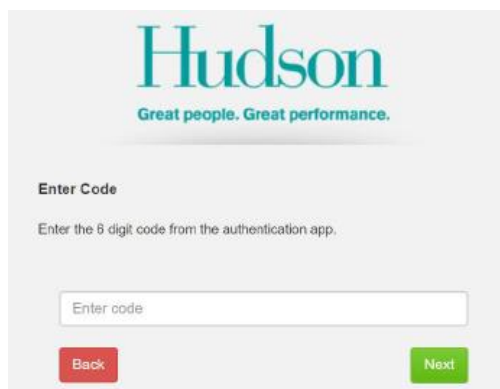 Hudson
Great people. Great performance.
Enter Code
Enter the 6 digit code from the authentication app.
Enter code
Back
Next